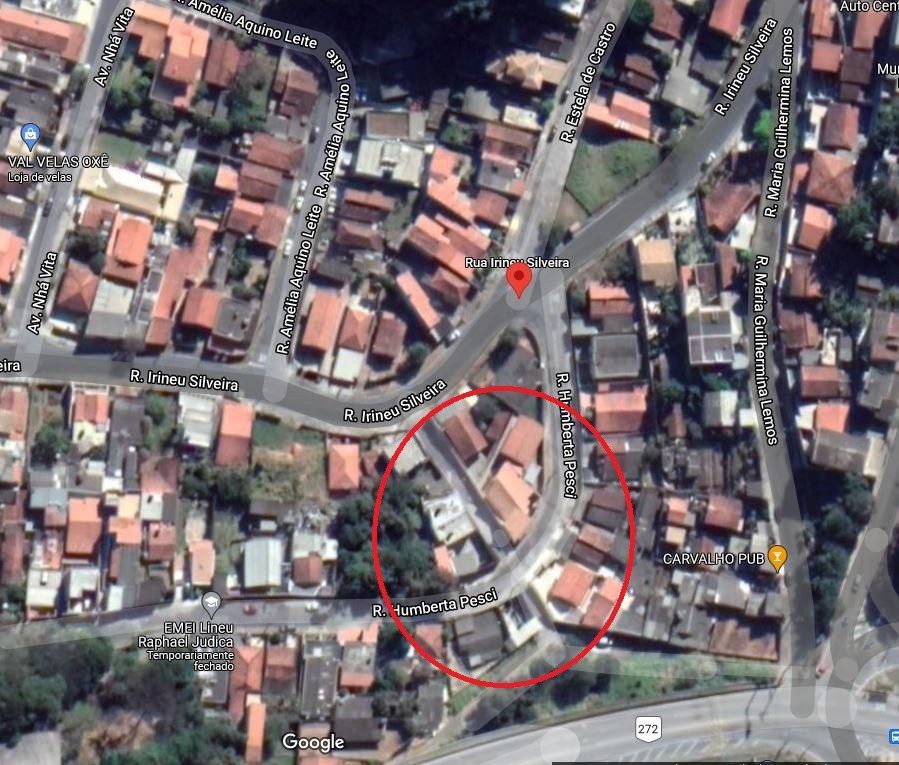 R. Amélia Aquino Leite
Auto Cent
Av. Nhá Vita
R. Estela de Castro
R. Irineu Silveira
R. Maria Guilhermina Lemos
Mun
VAL VELAS OXÊ
Loja de velas
R. Amélia Aquino Leite
R. Amélia Aquino Leite
Av. Nhá Vita
Rua Irineu Silveira
R. Maria Guilhermina Lemos
eira
R. Irineu Silveira
R. Irineu Silveira
R. Humberta Pesci
CARVALHO PUB
R. Humberta Pesci
EMEI Lineu
Raphael Judica
Temporariamente
fechado
272
Google